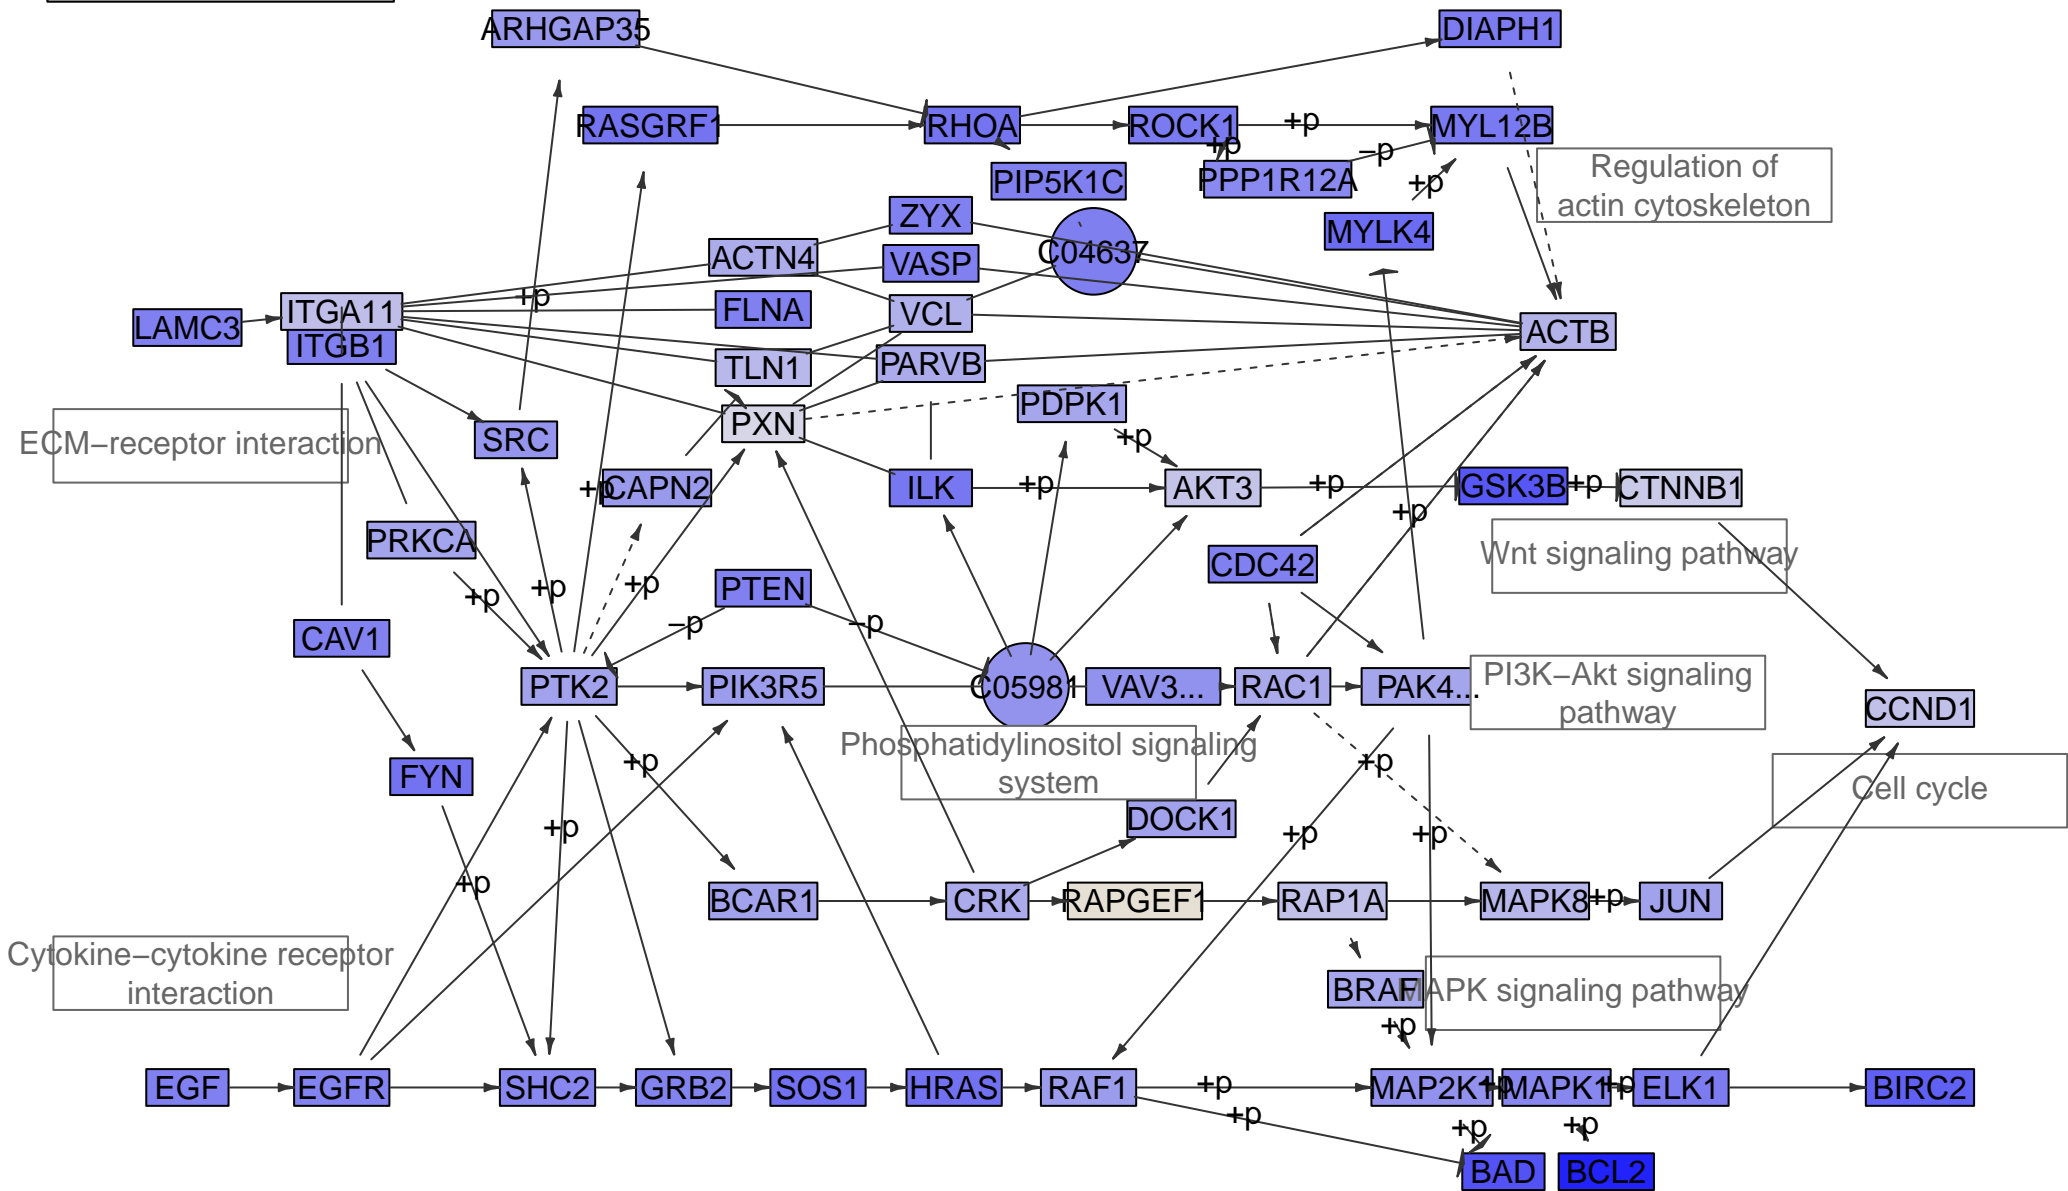 ARHGAP35
DIAPH1
RASGRF1
RHOA
ROCK1
+p
MYL12B
+p
−p
Regulation of
actin cytoskeleton
PIP5K1C
PPP1R12A
+p
ZYX
MYLK4
ACTN4
VASP
C04637
+p
ITGA11
FLNA
VCL
LAMC3
ITGB1
ACTB
TLN1
PARVB
PDPK1
PXN
+p
ECM−receptor interaction
SRC
+p
CAPN2
ILK
+p
AKT3
+p
GSK3B
+p
CTNNB1
+p
PRKCA
Wnt signaling pathway
CDC42
+p
+p
+p
PTEN
−p
−p
CAV1
PTK2
PIK3R5
C05981
VAV3...
RAC1
PAK4...
PI3K−Akt signaling
pathway
CCND1
Phosphatidylinositol signaling
system
+p
+p
FYN
Cell cycle
+p
DOCK1
+p
+p
+p
BCAR1
CRK
RAPGEF1
RAP1A
MAPK8
+p
JUN
Cytokine−cytokine receptor
interaction
BRAF
MAPK signaling pathway
+p
EGF
EGFR
SHC2
GRB2
SOS1
HRAS
RAF1
+p
MAP2K1
+p
MAPK1
+p
ELK1
BIRC2
+p
+p
+p
BAD
BCL2